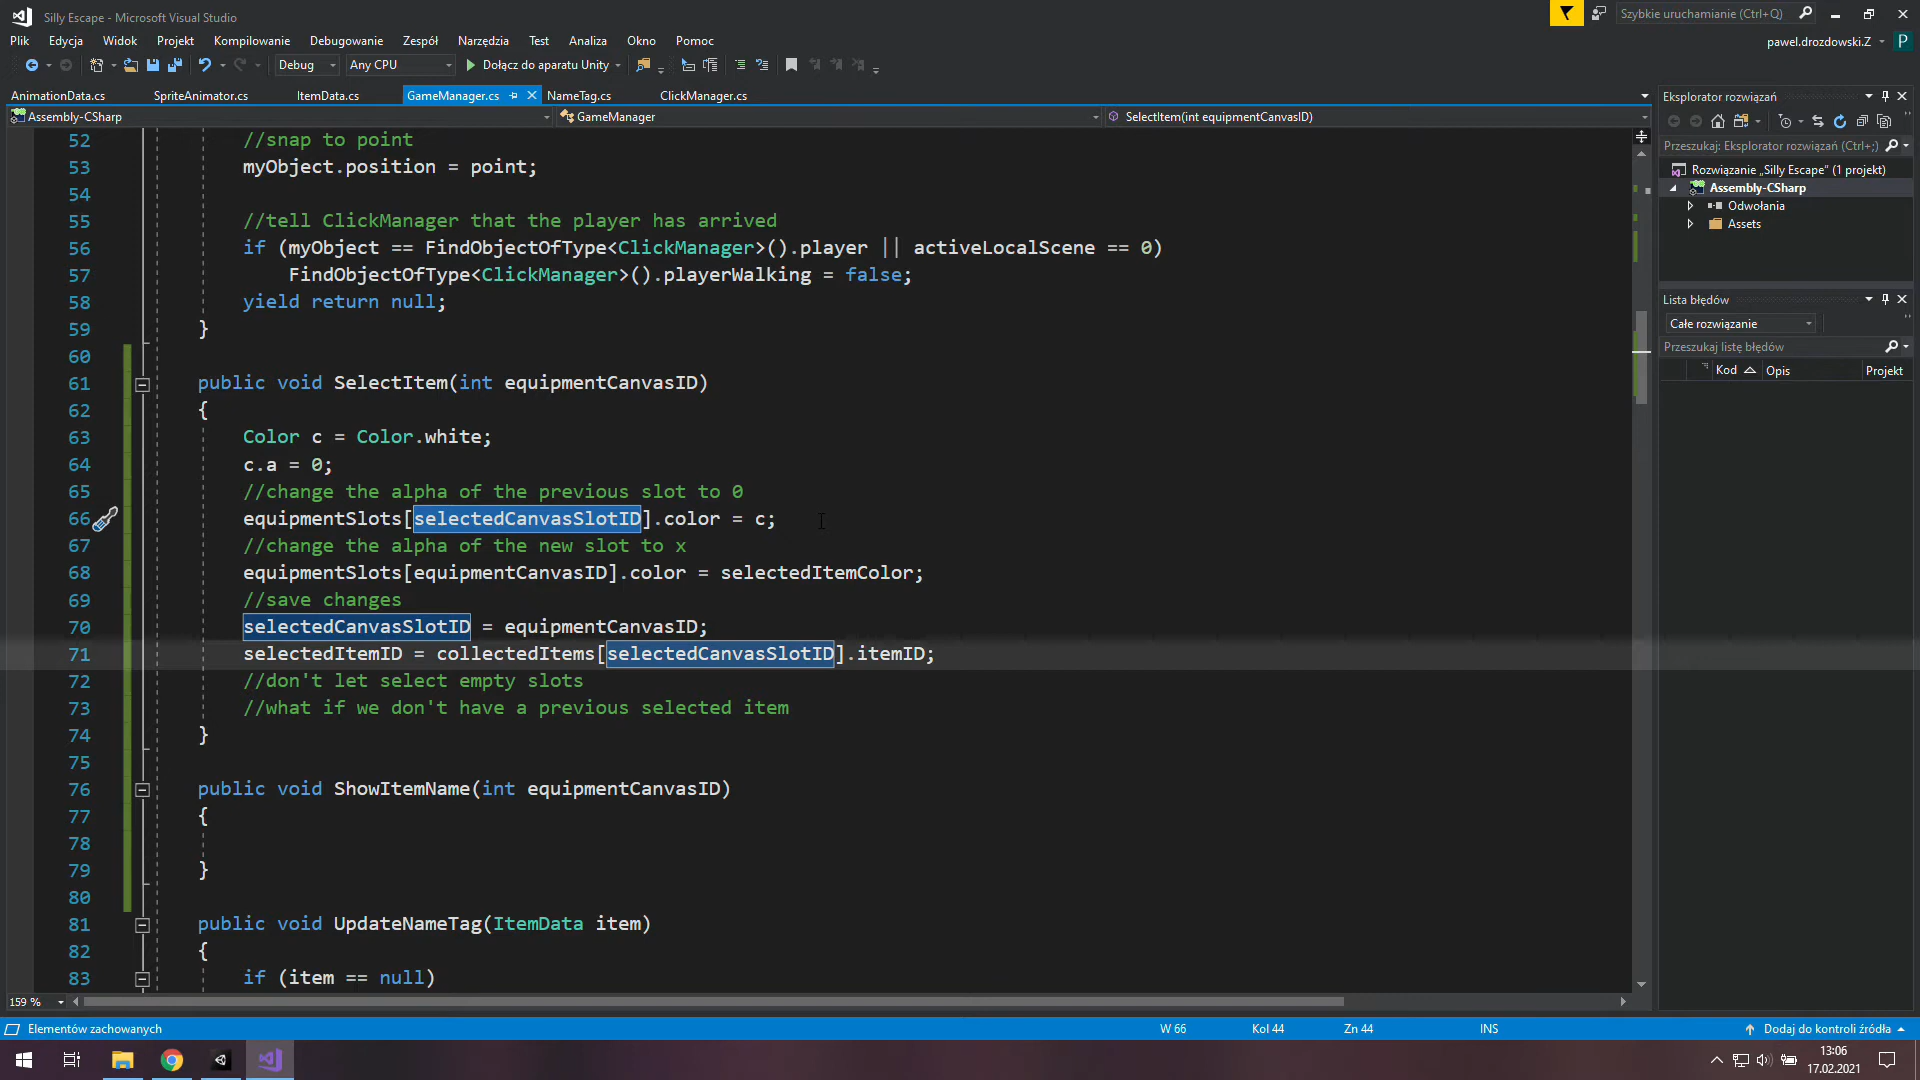 Silly Escape - Microsoft Visual Studio
Szybkie uruchamianie (Ctrl+Q)
Plik Edycja Widok Projekt Kompilowanie Debugowanie Zespół Narzędzia Test Analiza Okno Pomoc
pawel.drozdowski.Z P
Debug Any CPU Dołącz do aparatu Unity
AnimationData.cs SpriteAnimator.cs ItemData.cs GameManager.cs NameTag.cs ClickManager.cs
Assembly-CSharp GameManager SelectItem(int equipmentCanvasID)
52 //snap to point
53 myObject.position = point;
54
55 //tell ClickManager that the player has arrived
56 if (myObject == FindObjectOfType<ClickManager>().player || activeLocalScene == 0)
57 FindObjectOfType<ClickManager>().playerWalking = false;
58 yield return null;
59 }
60
61 public void SelectItem(int equipmentCanvasID)
62 {
63 Color c = Color.white;
64 c.a = 0;
65 //change the alpha of the previous slot to 0
66 equipmentSlots[selectedCanvasSlotID].color = c;
67 //change the alpha of the new slot to x
68 equipmentSlots[equipmentCanvasID].color = selectedItemColor;
69 //save changes
70 selectedCanvasSlotID = equipmentCanvasID;
71 selectedItemID = collectedItems[selectedCanvasSlotID].itemID;
72 //don't let select empty slots
73 //what if we don't have a previous selected item
74 }
75
76 public void ShowItemName(int equipmentCanvasID)
77 {
78
79 }
80
81 public void UpdateNameTag(ItemData item)
82 {
83 if (item == null)
159 %
Eksplorator rozwiązań
Przeszukaj: Eksplorator rozwiązań (Ctrl+;)
Rozwiązanie „Silly Escape” (1 projekt)
Assembly-CSharp
Odwołania
Assets
Lista błędów
Całe rozwiązanie
Przeszukaj listę błędów
Kod Opis Projekt
Elementów zachowanych W 66 Kol 44 Zn 44 INS Dodaj do kontroli źródła
13:06
17.02.2021